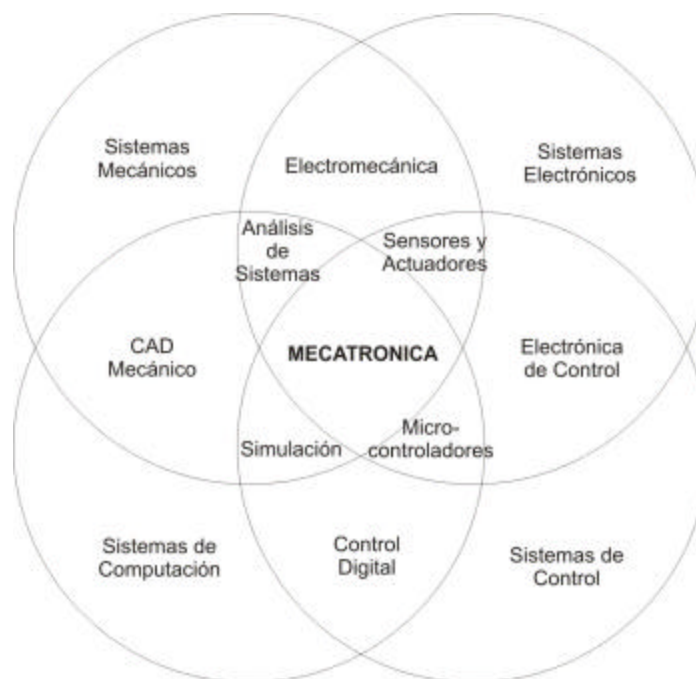 Sistemas
Mecánicos
Electromecánica
Sistemas
Electrónicos
Análisis
de
Sistemas
Sensores y
Actuadores
CAD
Mecánico
MECATRONICA
Electrónica
de Control
Simulación
Micro-
controladores
Sistemas de
Computación
Control
Digital
Sistemas de
Control